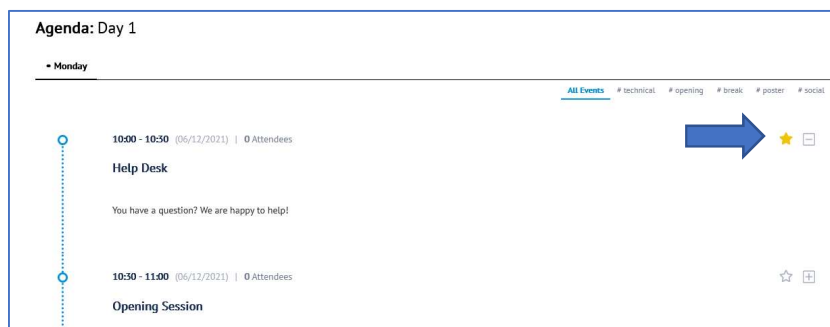 Agenda: Day 1
Monday
All Events # technical # opening # break # poster # social
10:00 - 10:30 (06/12/2021) | 0 Attendees
Help Desk
You have a question? We are happy to help!
10:30 - 11:00 (06/12/2021) | 0 Attendees
Opening Session